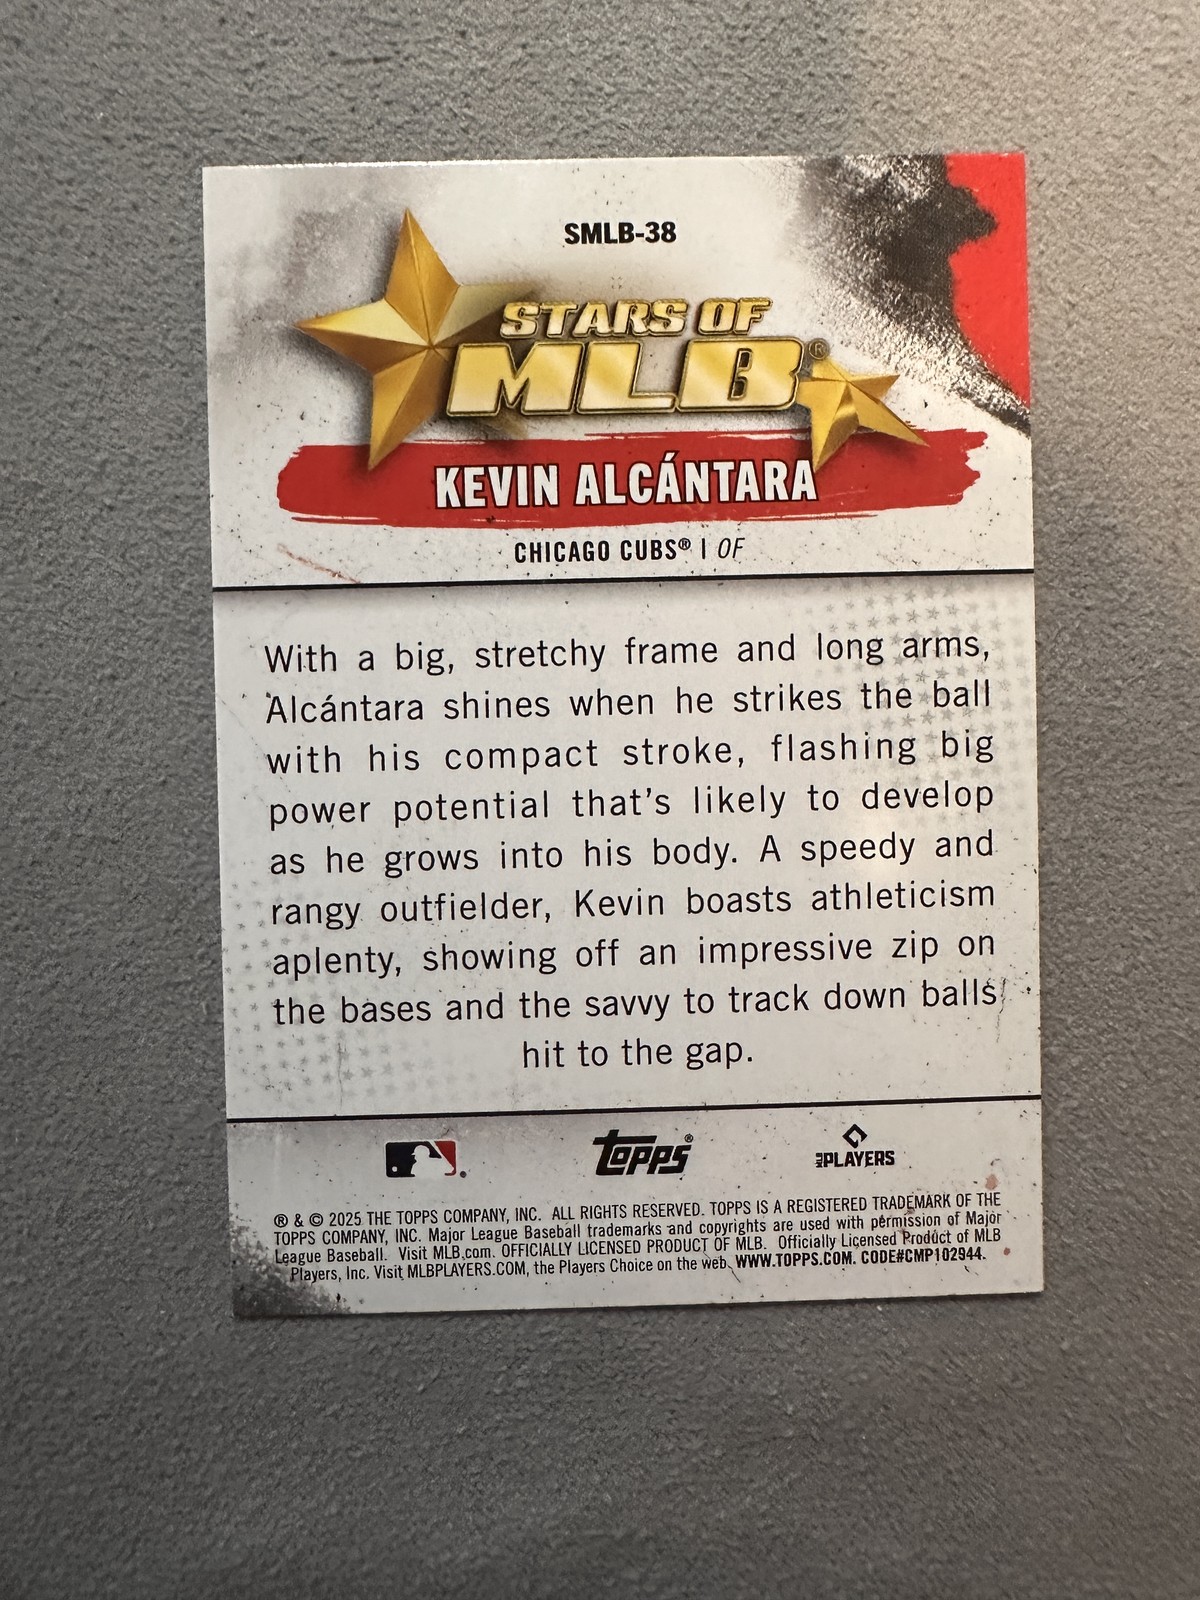 SMLB-38
STARS OF
MLB®
KEVIN ALCÁNTARA
CHICAGO CUBS® | OF
With a big, stretchy frame and long arms,
Alcántara shines when he strikes the ball
with his compact stroke, flashing big
power potential that's likely to develop
as he grows into his body. A speedy and
rangy outfielder, Kevin boasts athleticism
aplenty, showing off an impressive zip on
the bases and the savvy to track down balls
hit to the gap.
topps®
MLB PLAYERS
® & © 2025 THE TOPPS COMPANY, INC. ALL RIGHTS RESERVED. TOPPS IS A REGISTERED TRADEMARK OF THE
TOPPS COMPANY, INC. Major League Baseball trademarks and copyrights are used with permission of Major
League Baseball. Visit MLB.com. OFFICIALLY LICENSED PRODUCT OF MLB. Officially Licensed Product of MLB
Players, Inc. Visit MLBPLAYERS.COM, the Players Choice on the web. WWW.TOPPS.COM. CODE#CMP102944.